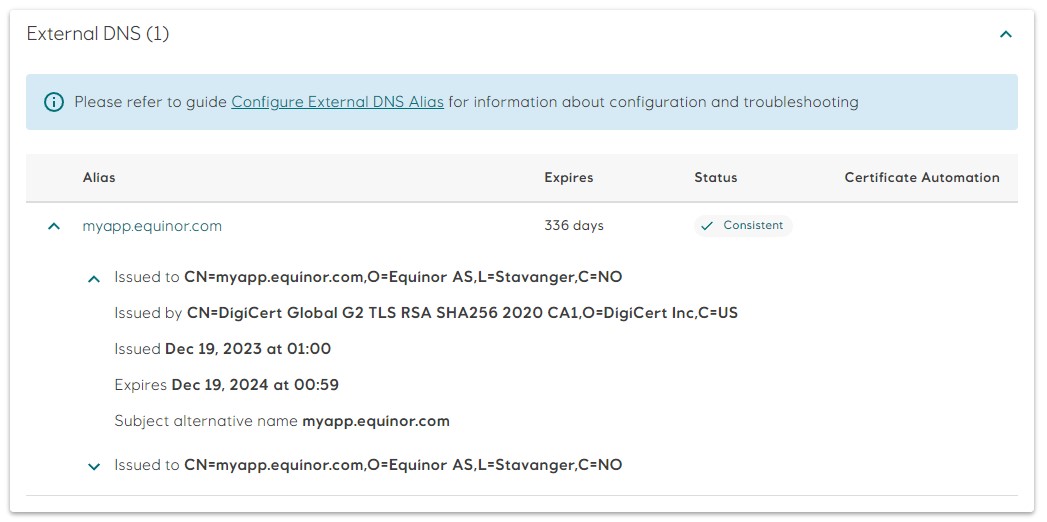 External DNS (1)
Please refer to guide Configure External DNS Alias for information about configuration and troubleshooting
Alias Expires Status Certificate Automation
myapp.equinor.com 336 days Consistent
Issued to CN=myapp.equinor.com,O=Equinor AS,L=Stavanger,C=NO
Issued by CN=DigiCert Global G2 TLS RSA SHA256 2020 CA1,O=DigiCert Inc,C=US
Issued Dec 19, 2023 at 01:00
Expires Dec 19, 2024 at 00:59
Subject alternative name myapp.equinor.com
Issued to CN=myapp.equinor.com,O=Equinor AS,L=Stavanger,C=NO